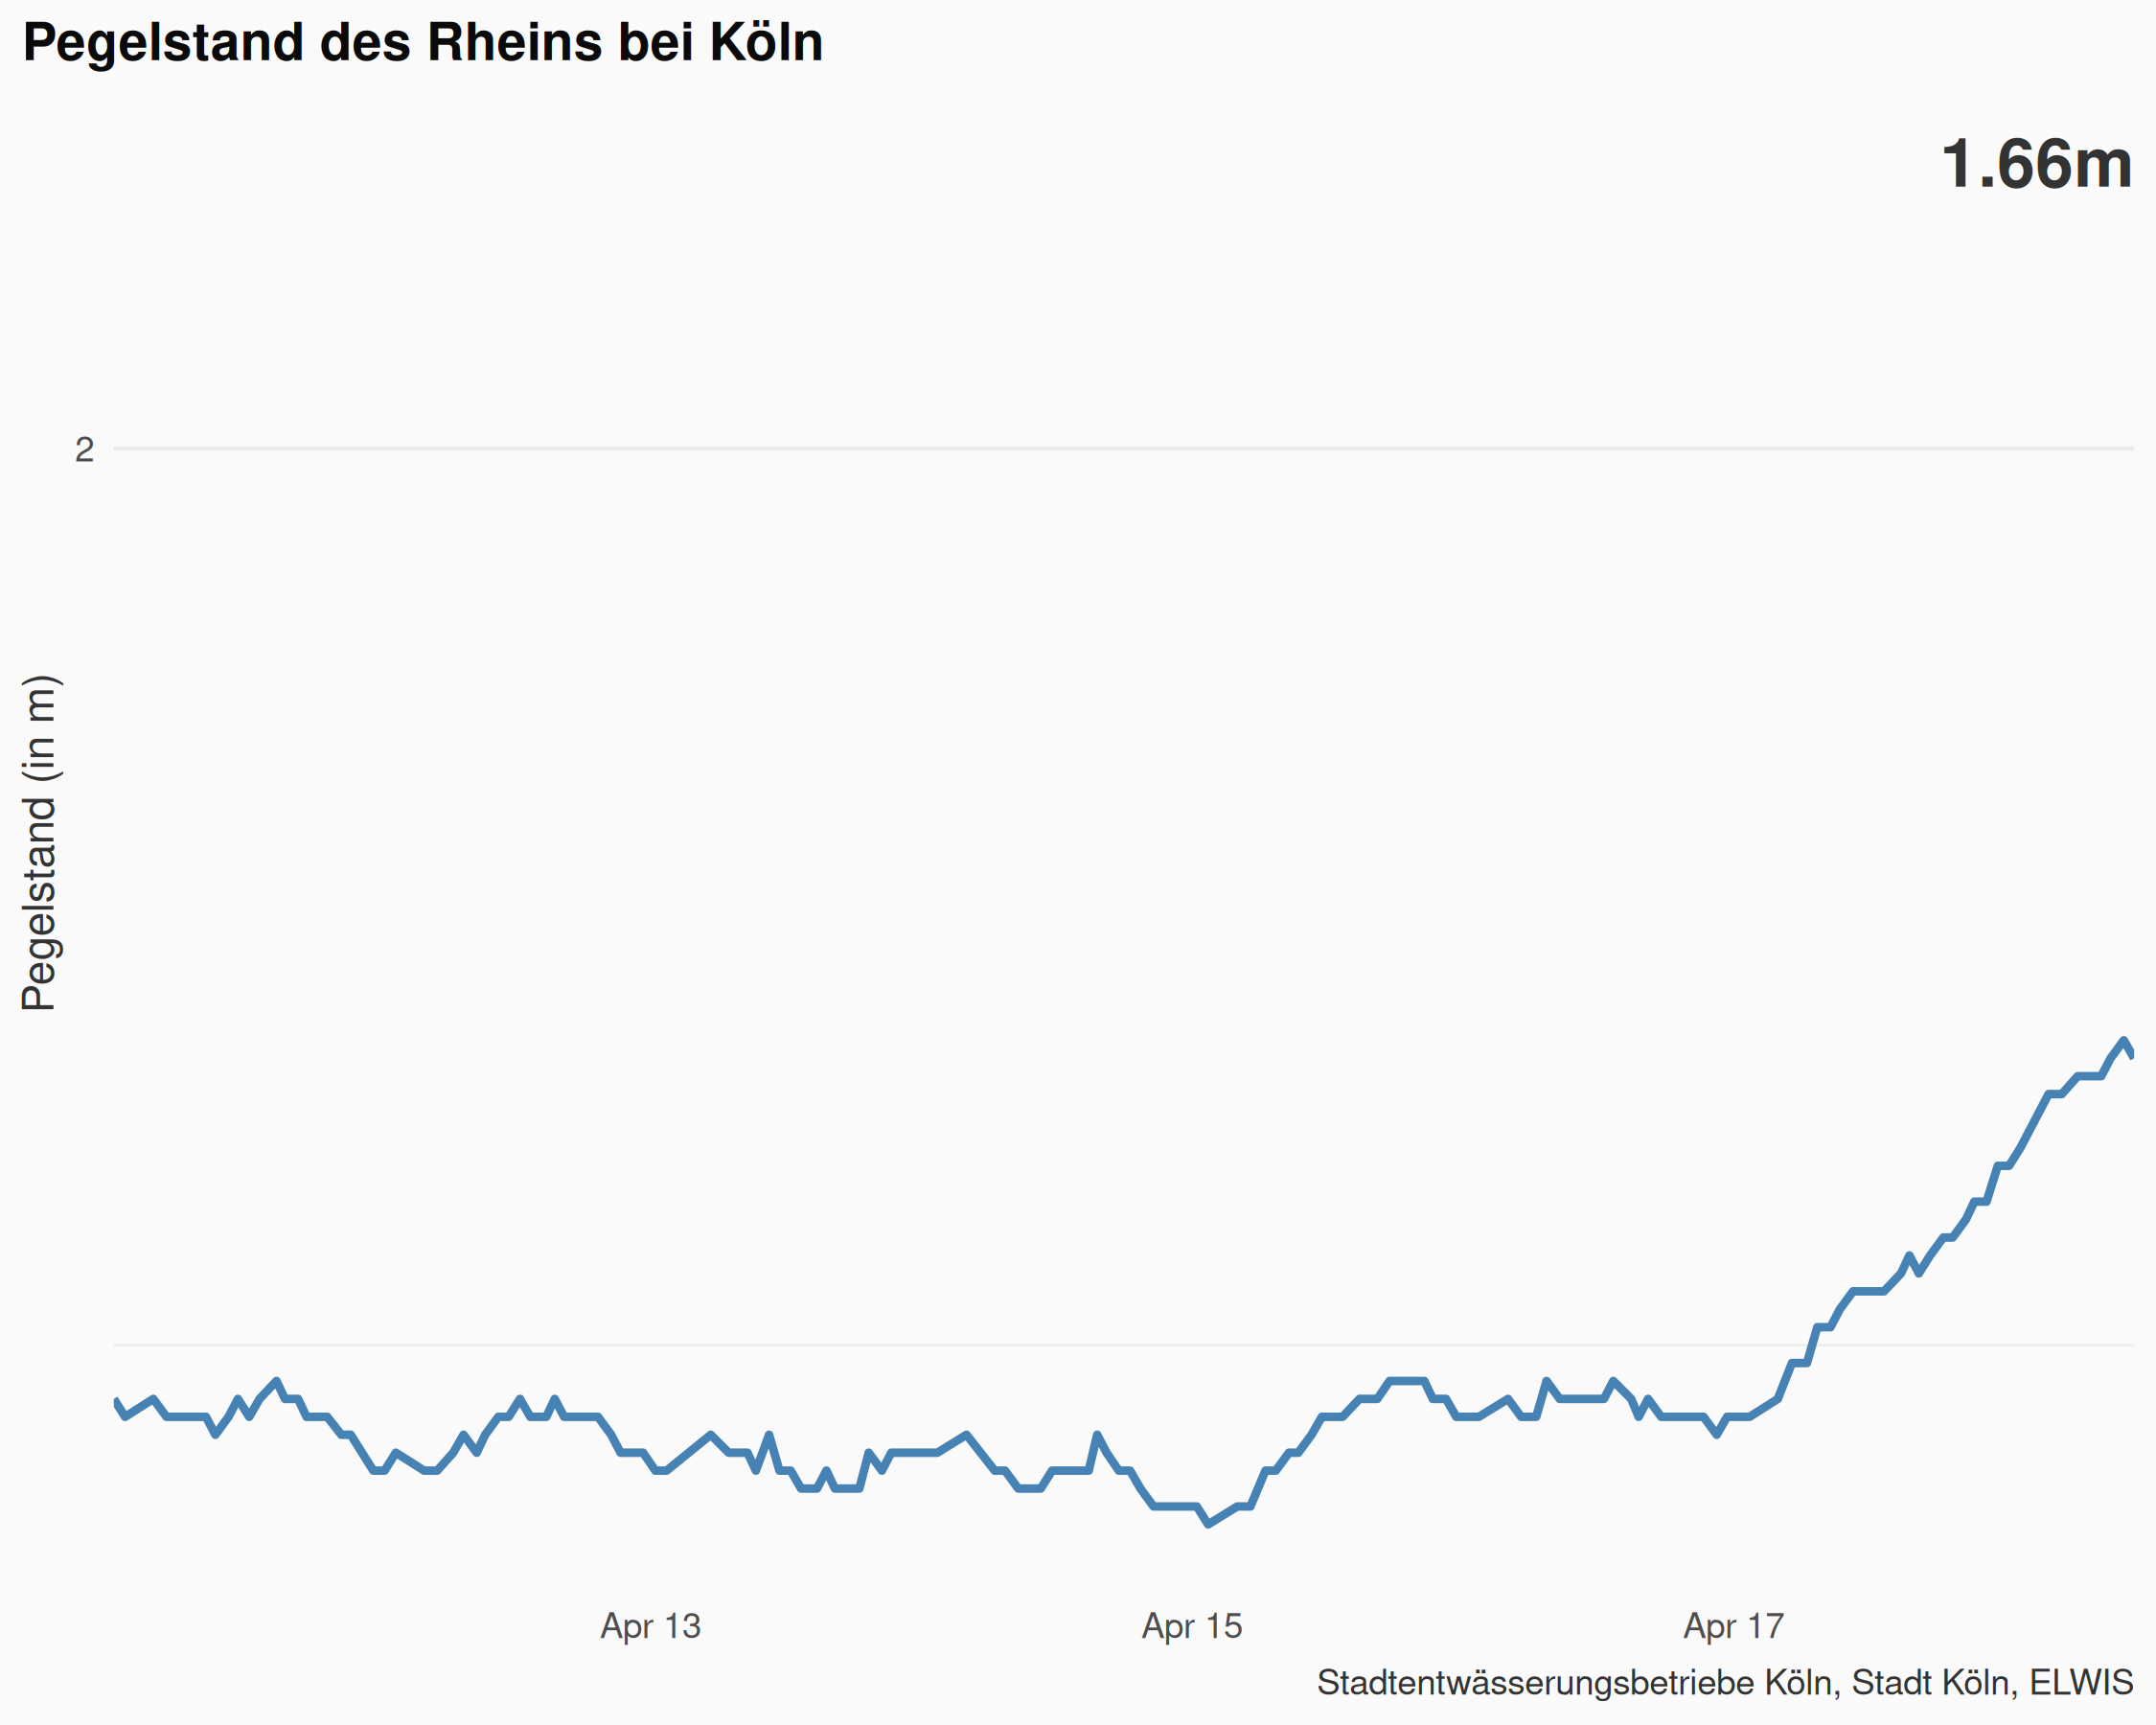 Pegelstand des Rheins bei Köln
1.66m
2
Pegelstand (in m)
Apr 13
Apr 15
Apr 17
Stadtentwässerungsbetriebe Köln, Stadt Köln, ELWIS